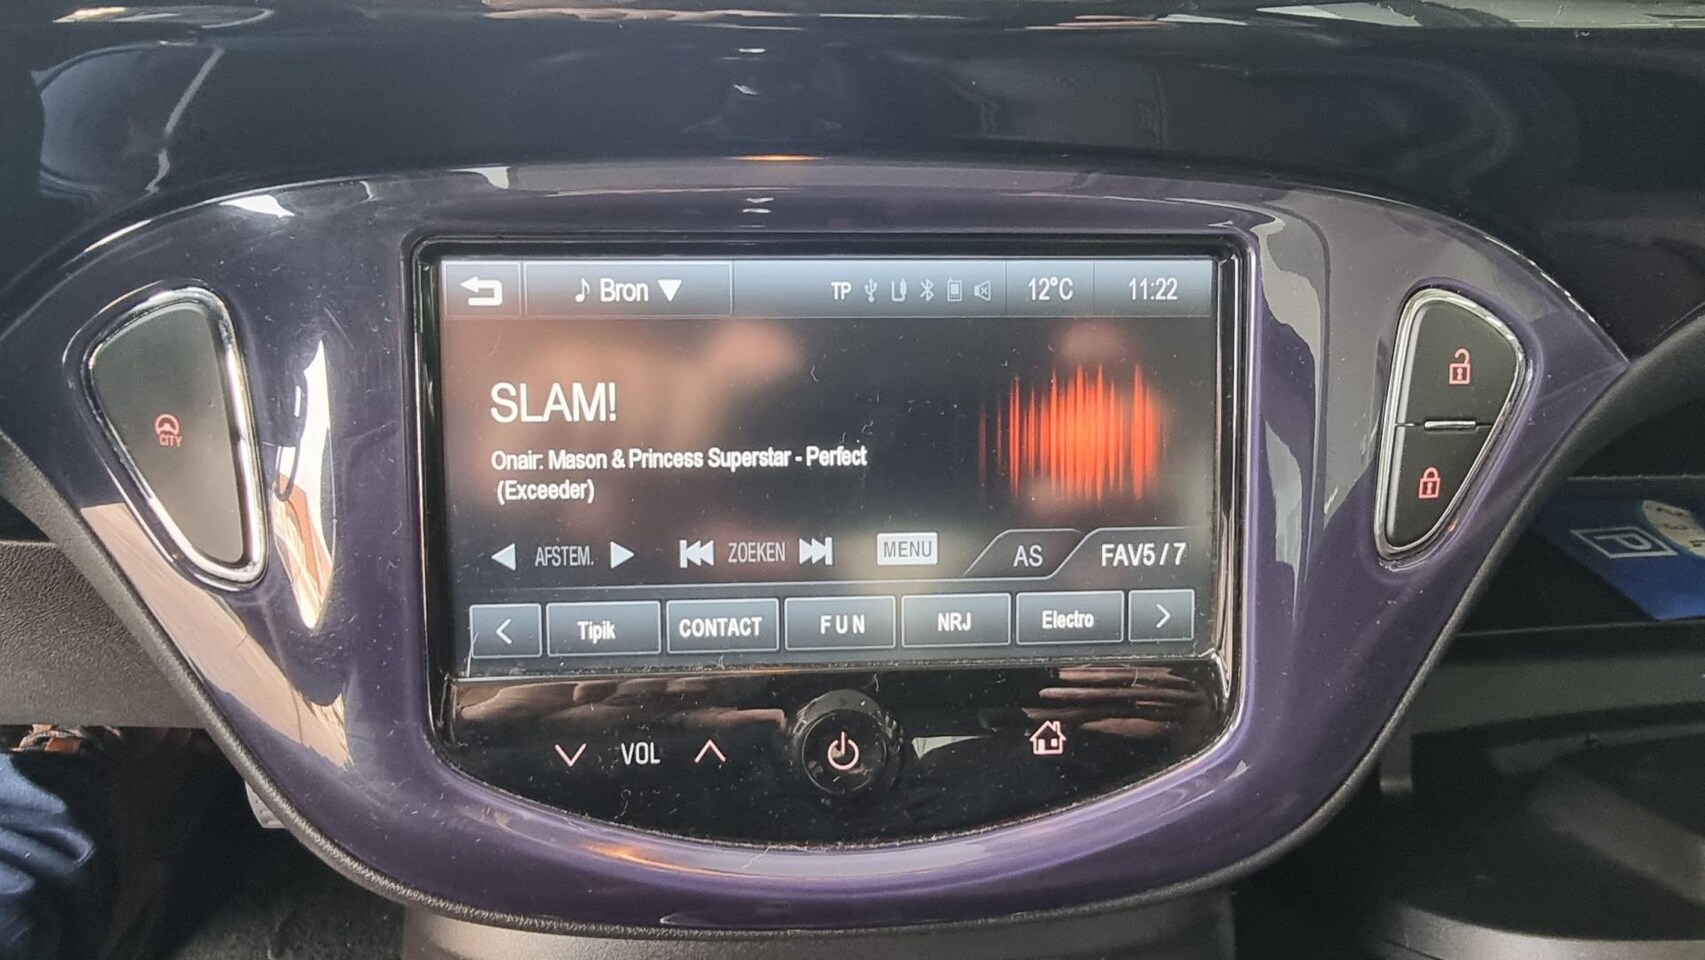 Bron
TP
12°C
11:22
SLAM!
Onair: Mason & Princess Superstar - Perfect
(Exceeder)
AFSTEM.
ZOEKEN
MENU
AS
FAV5 / 7
Tipik
CONTACT
F U N
NRJ
Electro
VOL
CITY
P